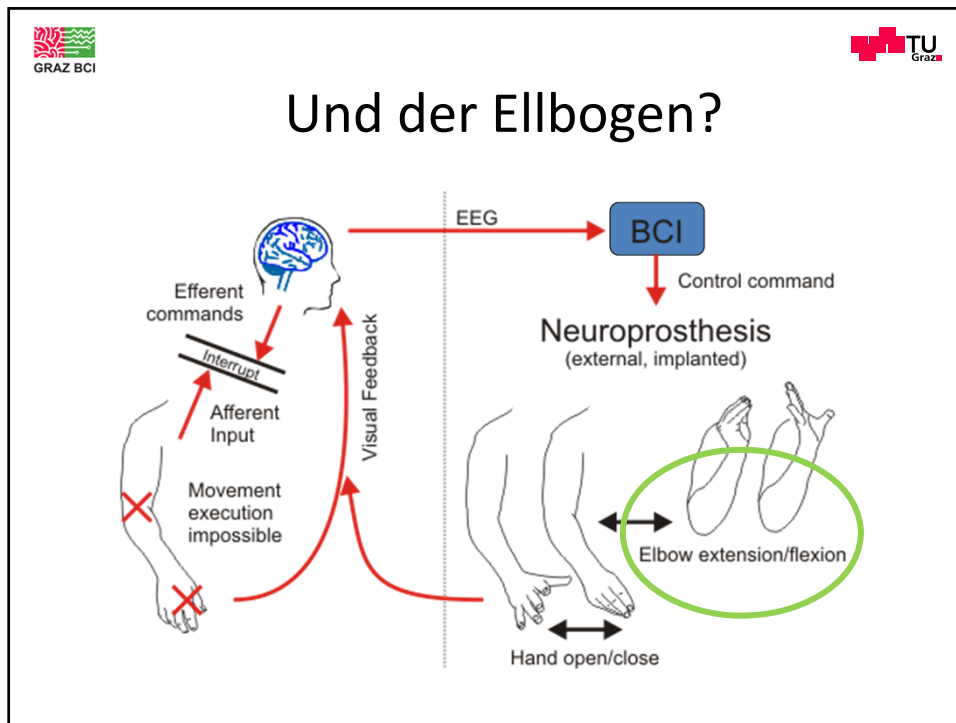 GRAZ BCI
TU
Graz
Und der Ellbogen?
EEG
BCI
Efferent
commands
Control command
Interrupt
Neuroprosthesis
(external, implanted)
Visual Feedback
Afferent
Input
Movement
execution
impossible
Elbow extension/flexion
Hand open/close